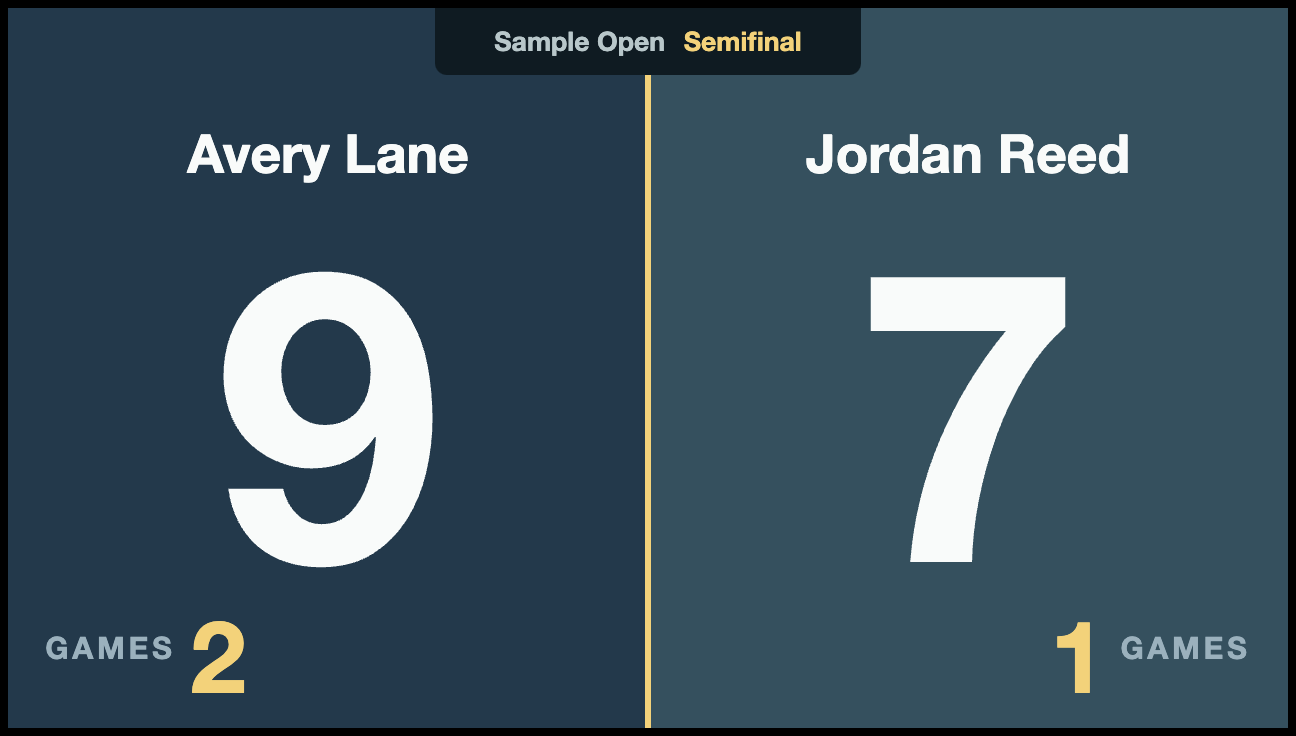 Sample Open Semifinal
Avery Lane
9
GAMES 2
Jordan Reed
7
1 GAMES